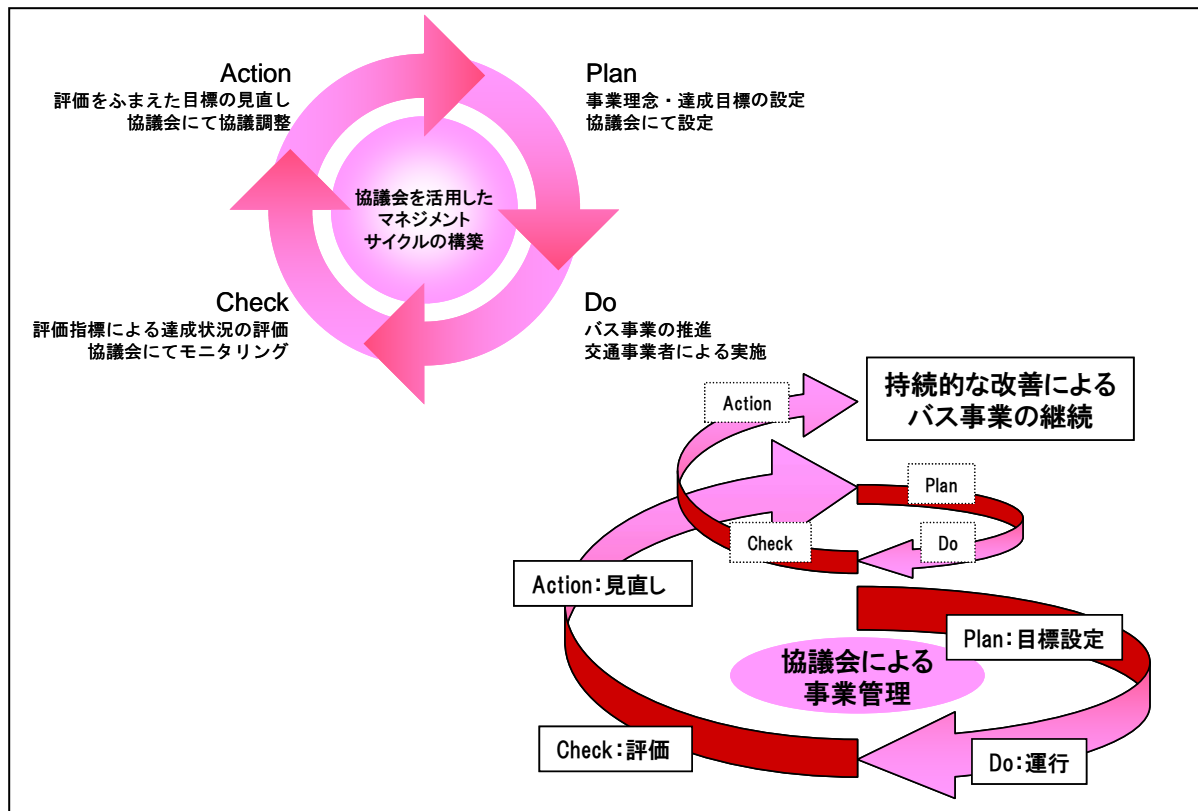 Action
評価をふまえた目標の見直し
協議会にて協議調整
Plan
事業理念・達成目標の設定
協議会にて設定
協議会を活用した
マネジメント
サイクルの構築
Check
評価指標による達成状況の評価
協議会にてモニタリング
Do
バス事業の推進
交通事業者による実施
持続的な改善による
バス事業の継続
Action
Plan
Check
Do
Action：見直し
Plan：目標設定
協議会による
事業管理
Check：評価
Do：運行